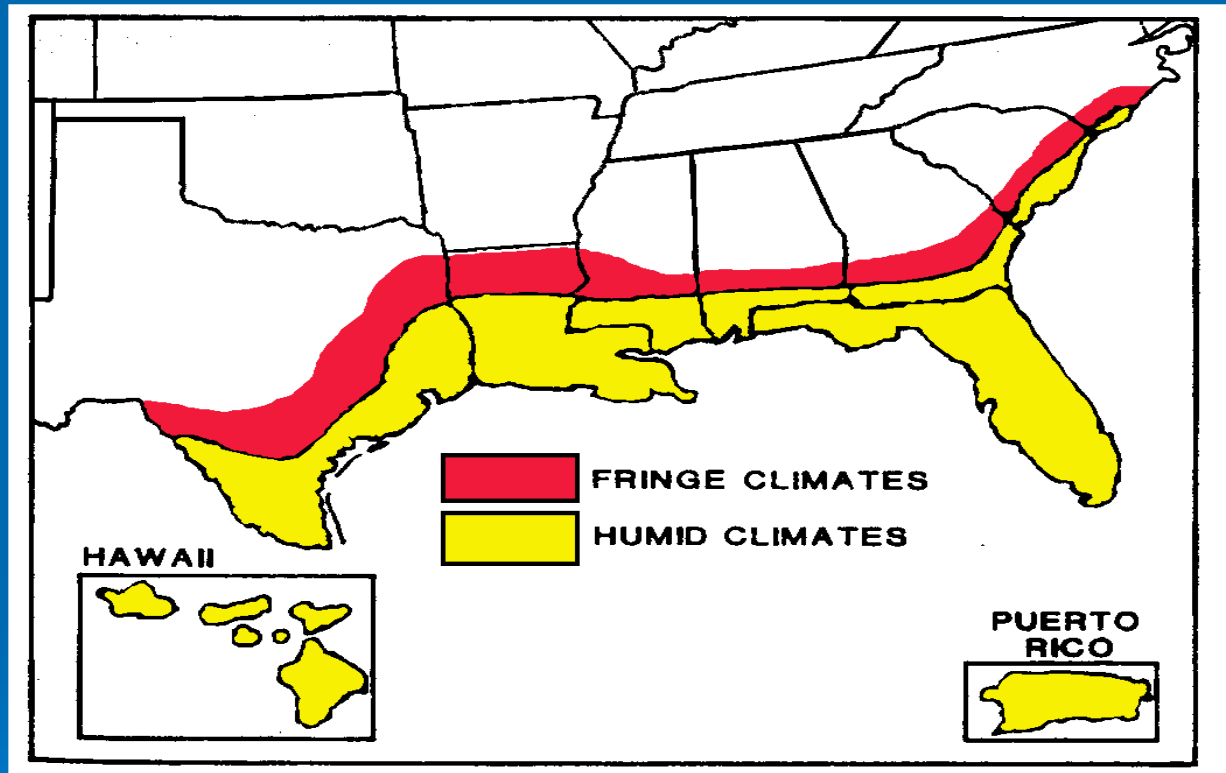 FRINGE CLIMATES
HUMID CLIMATES
HAWAII
PUERTO
RICO